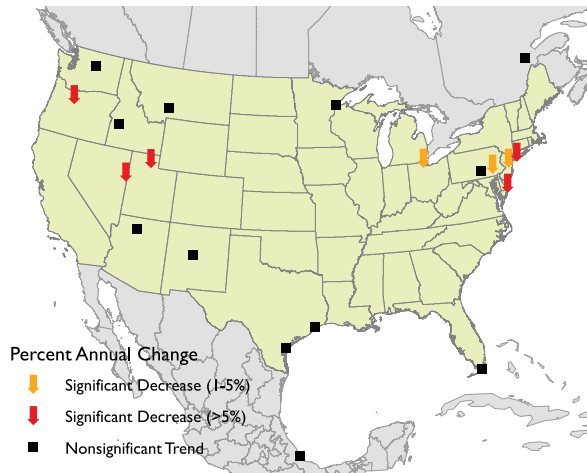 Percent Annual Change
Significant Decrease (1-5%)
Significant Decrease (>5%)
Nonsignificant Trend